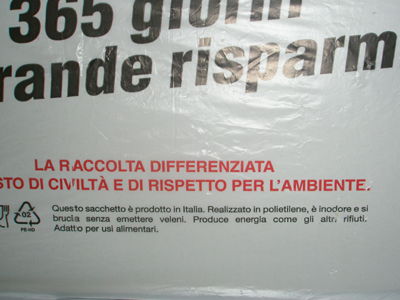 365 giorni
grande risparm
LA RACCOLTA DIFFERENZIATA
STO DI CIVILTÀ E DI RISPETTO PER L'AMBIENTE.
02
PE-HD
Questo sacchetto è prodotto in Italia. Realizzato in polietilene, è inodore e si
brucia senza emettere veleni. Produce energia come gli altri rifiuti.
Adatto per usi alimentari.